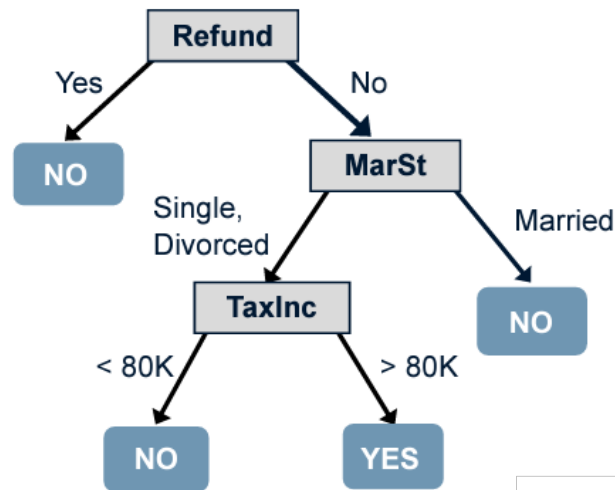 Refund
Yes
No
NO
MarSt
Single,
Divorced
Married
TaxInc
NO
< 80K
> 80K
NO
YES